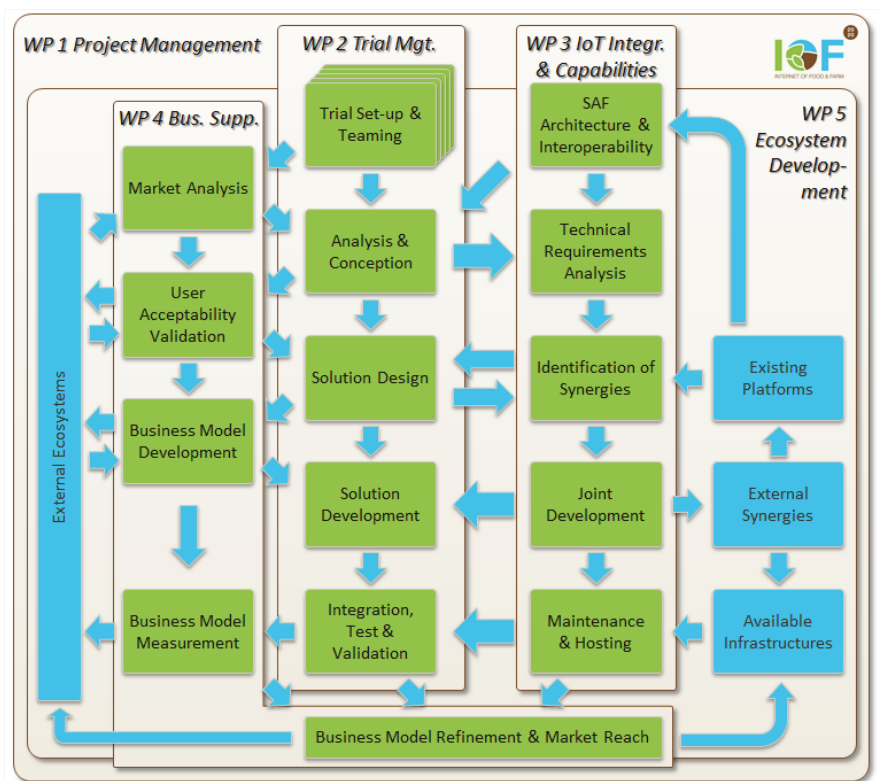 WP 1 Project Management
WP 2 Trial Mgt.
WP 3 IoT Integr.
& Capabilities
IOF
20
20
INTERNET OF FOOD & FARM
WP 4 Bus. Supp.
Trial Set-up &
Teaming
SAF
Architecture &
Interoperability
WP 5
Ecosystem
Develop-
ment
Market Analysis
Analysis &
Conception
Technical
Requirements
Analysis
User
Acceptability
Validation
Solution Design
Identification of
Synergies
Existing
Platforms
External Ecosystems
Business Model
Development
Solution
Development
Joint
Development
External
Synergies
Business Model
Measurement
Integration,
Test &
Validation
Maintenance
& Hosting
Available
Infrastructures
Business Model Refinement & Market Reach